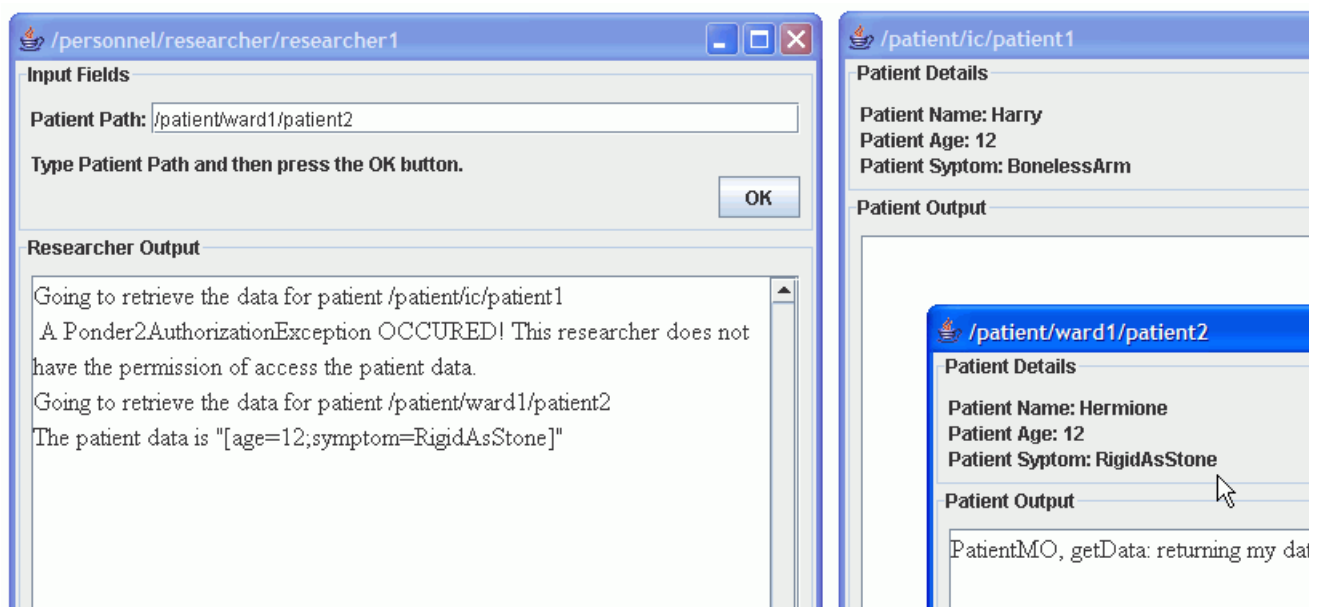 /personnel/researcher/researcher1
Input Fields
Patient Path: /patient/ward1/patient2
Type Patient Path and then press the OK button.
OK
Researcher Output
Going to retrieve the data for patient /patient/ic/patient1
A Ponder2AuthorizationException OCCURED! This researcher does not
have the permission of access the patient data.
Going to retrieve the data for patient /patient/ward1/patient2
The patient data is "[age=12;symptom=RigidAsStone]"
/patient/ic/patient1
Patient Details
Patient Name: Harry
Patient Age: 12
Patient Syptom: BonelessArm
Patient Output
/patient/ward1/patient2
Patient Details
Patient Name: Hermione
Patient Age: 12
Patient Syptom: RigidAsStone
Patient Output
PatientMO, getData: returning my